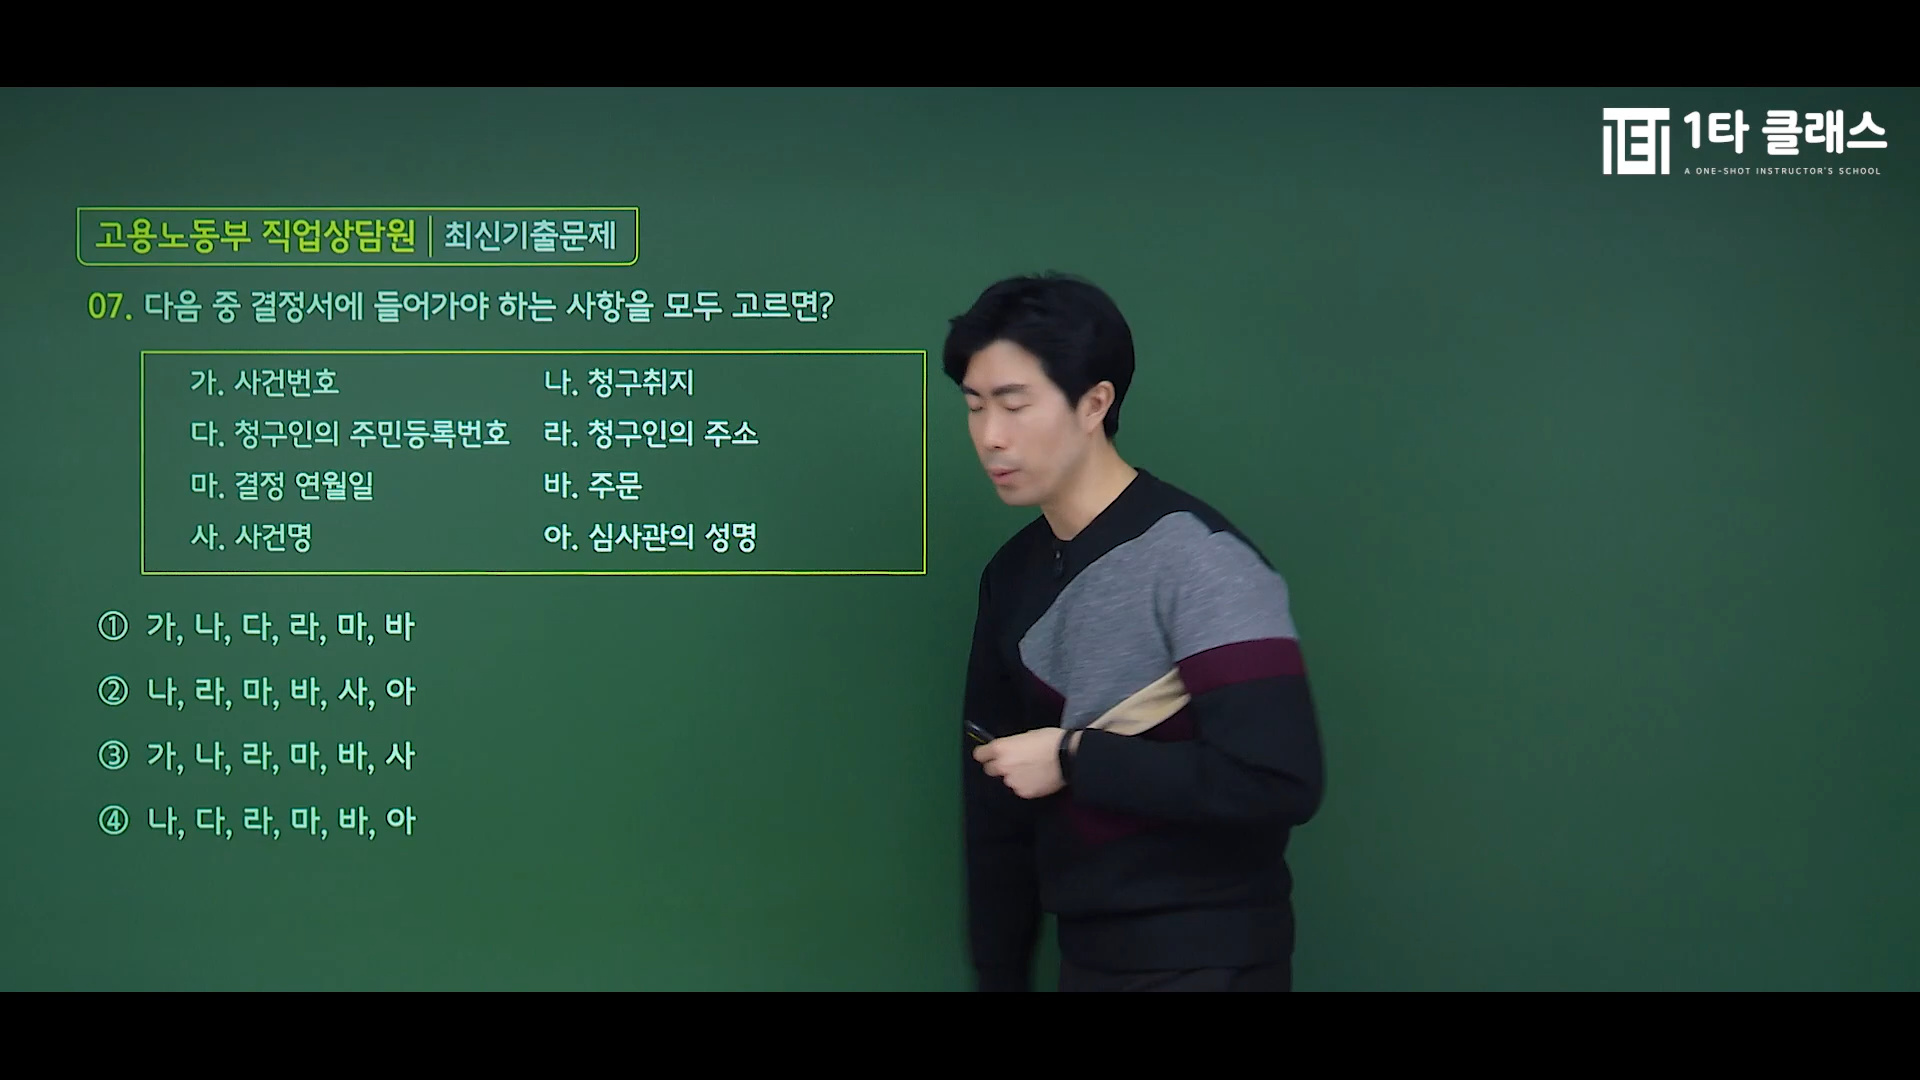 1타 클래스
A ONE-SHOT INSTRUCTOR'S SCHOOL
고용노동부 직업상담원 | 최신기출문제
07. 다음 중 결정서에 들어가야 하는 사항을 모두 고르면?
가. 사건번호 나. 청구취지
다. 청구인의 주민등록번호 라. 청구인의 주소
마. 결정 연월일 바. 주문
사. 사건명 아. 심사관의 성명
① 가, 나, 다, 라, 마, 바
② 나, 라, 마, 바, 사, 아
③ 가, 나, 라, 마, 바, 사
④ 나, 다, 라, 마, 바, 아